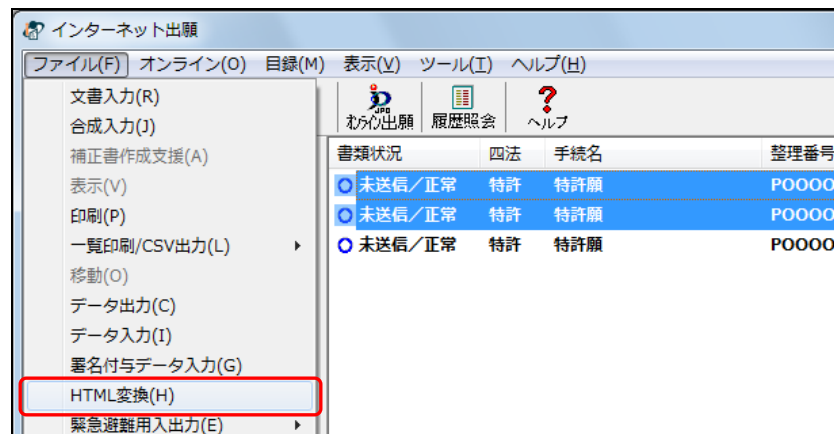 インターネット出願
ファイル(F) オンライン(O) 目録(M) 表示(V) ツール(T) ヘルプ(H)
文書入力(R)
合成入力(J)
補正書作成支援(A)
表示(V)
印刷(P)
一覧印刷/CSV出力(L)
移動(O)
データ出力(C)
データ入力(I)
署名付与データ入力(G)
HTML変換(H)
緊急避難用入出力(E)
JPO
オンライン出願 履歴照会 ヘルプ
書類状況 四法 手続名 整理番号
未送信/正常 特許 特許願 P0000
未送信/正常 特許 特許願 P0000
未送信/正常 特許 特許願 P0000